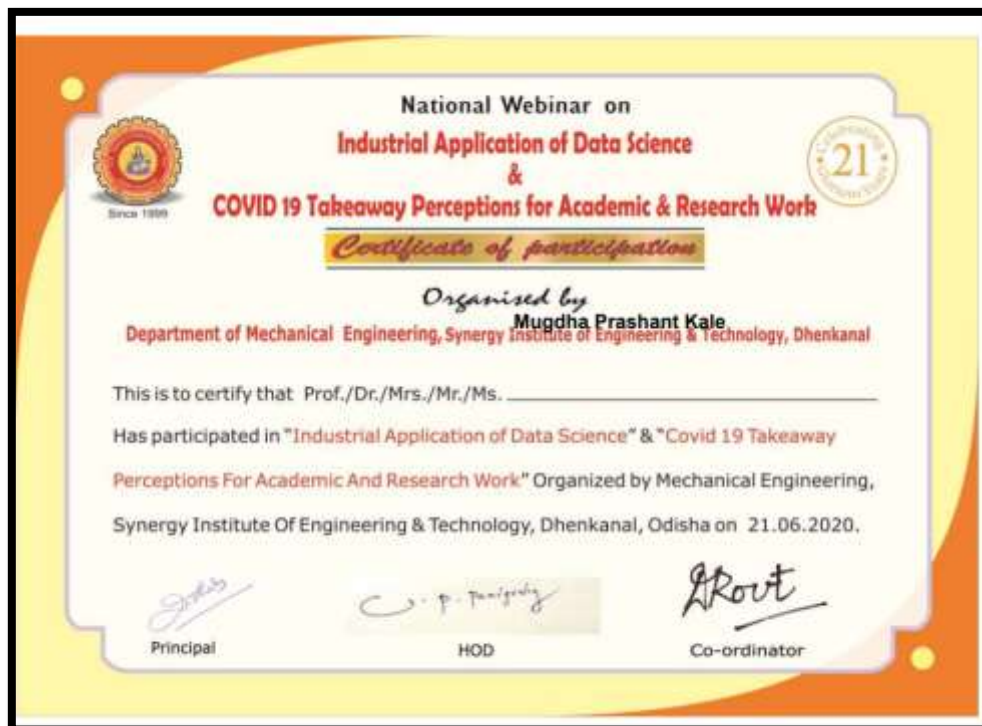 National Webinar on
Industrial Application of Data Science
&
COVID 19 Takeaway Perceptions for Academic & Research Work
Since 1999
Celebrating
21
Glorious Years
Certificate of participation
Organised by
Mugdha Prashant Kale
Department of Mechanical Engineering, Synergy Institute of Engineering & Technology, Dhenkanal
This is to certify that Prof./Dr./Mrs./Mr./Ms.
Has participated in "Industrial Application of Data Science" & "Covid 19 Takeaway
Perceptions For Academic And Research Work" Organized by Mechanical Engineering,
Synergy Institute Of Engineering & Technology, Dhenkanal, Odisha on 21.06.2020.
DRout
Principal
HOD
Co-ordinator